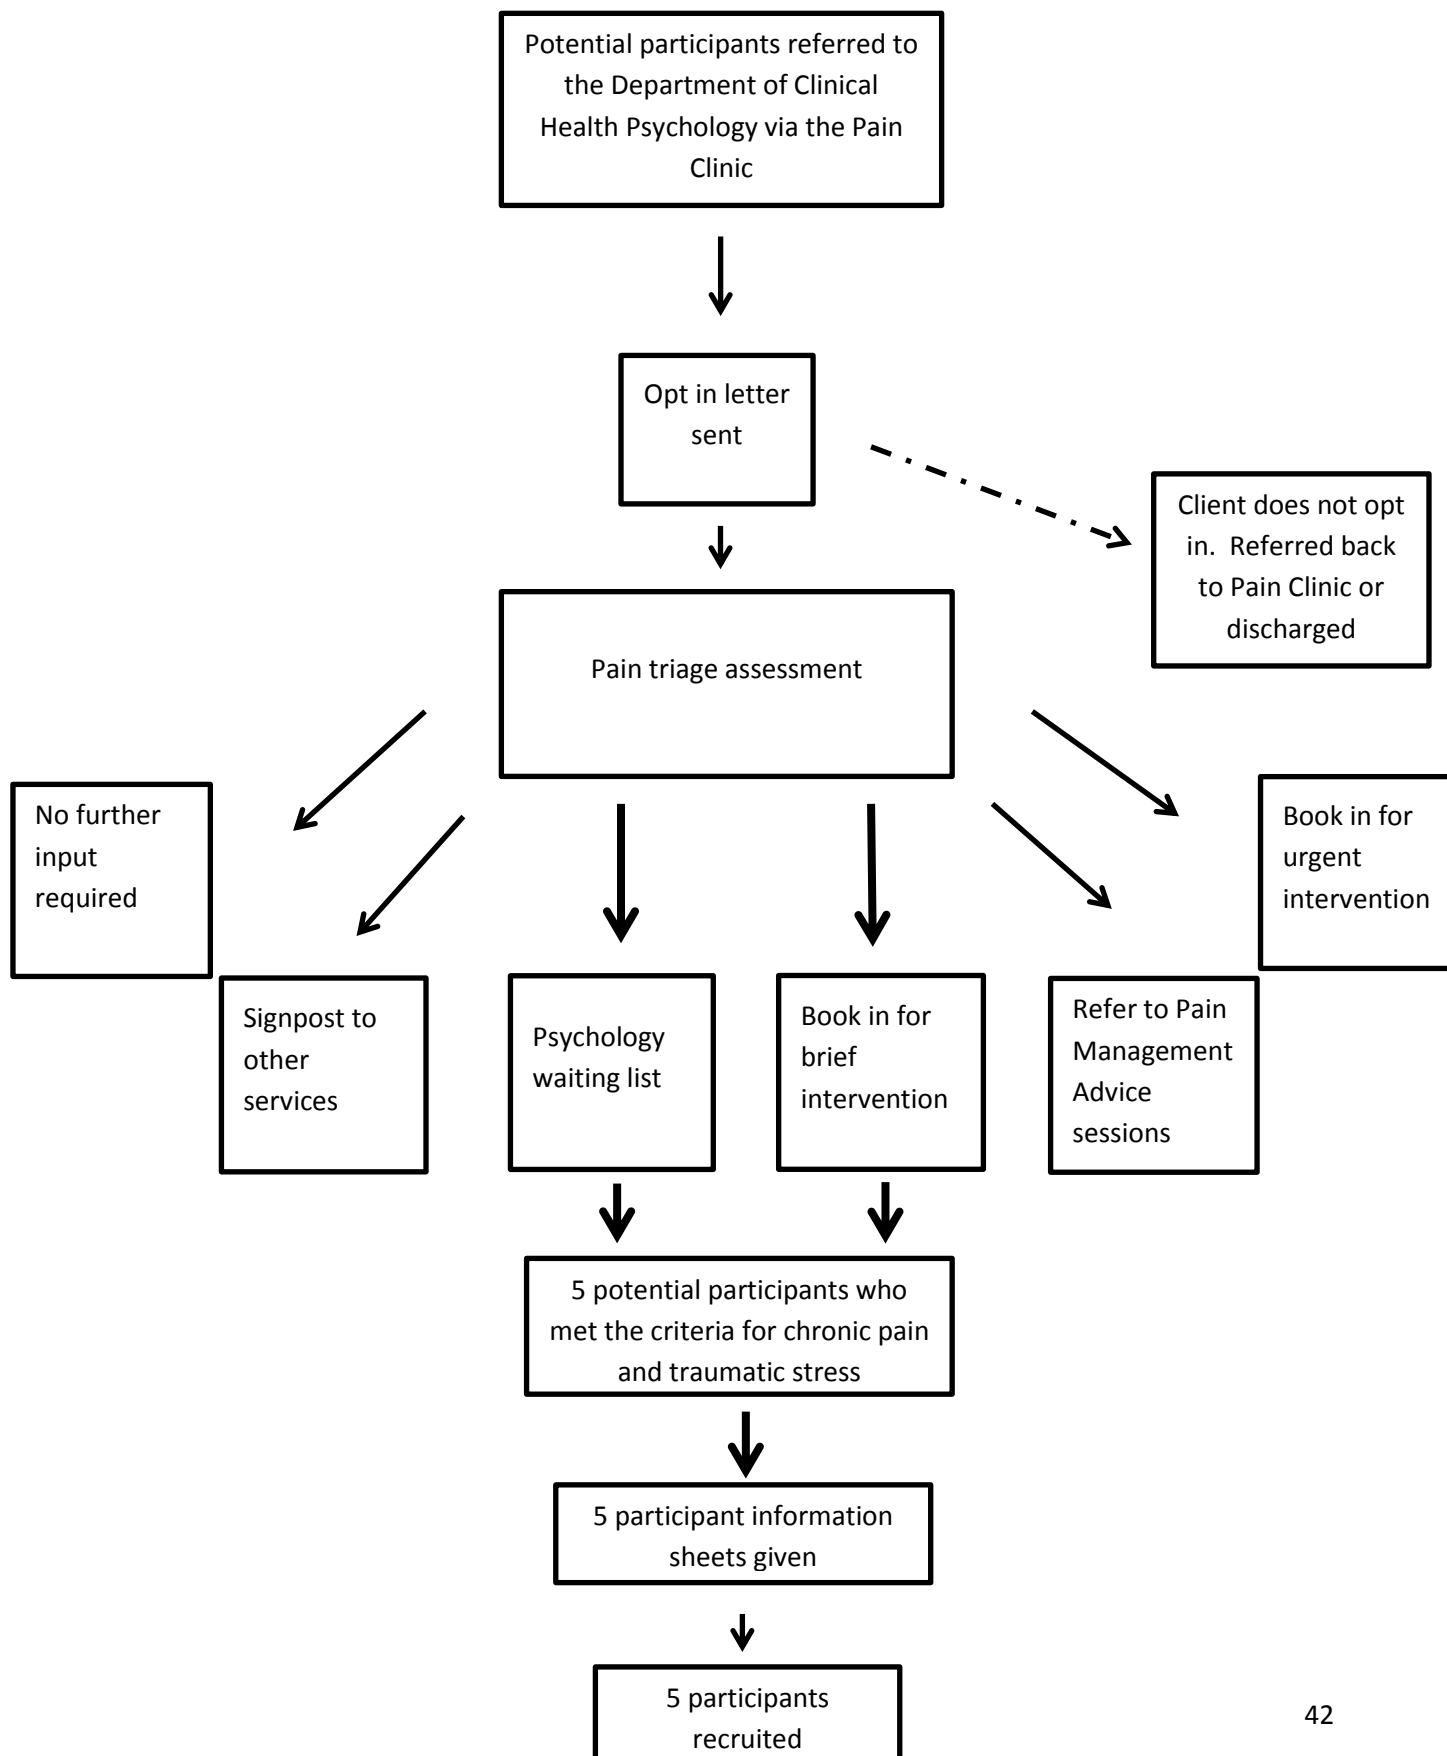 Potential participants referred to
the Department of Clinical
Health Psychology via the Pain
Clinic
Opt in letter
sent
Client does not opt
in.  Referred back
to Pain Clinic or
discharged
Pain triage assessment
No further
input
required
Signpost to
other
services
Psychology
waiting list
Book in for
brief
intervention
Refer to Pain
Management
Advice
sessions
Book in for
urgent
intervention
5 potential participants who
met the criteria for chronic pain
and traumatic stress
5 participant information
sheets given
5 participants
recruited
42